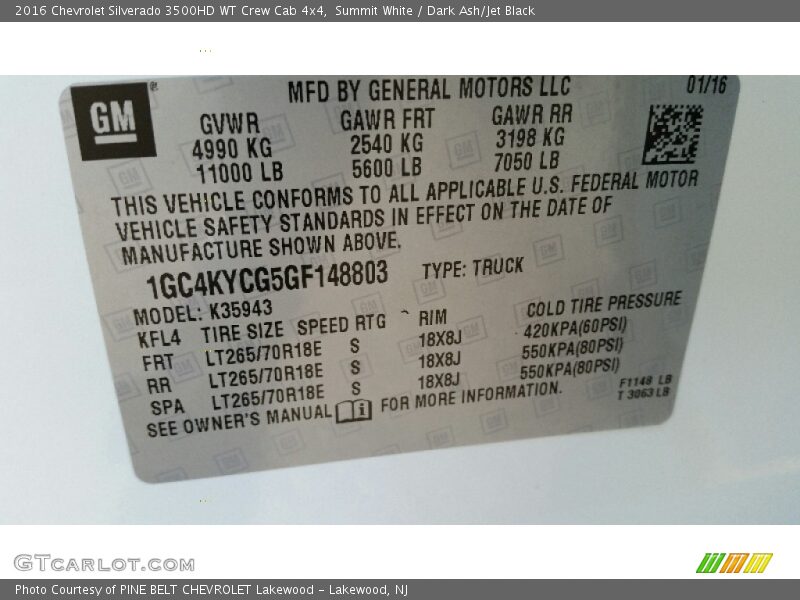 2016 Chevrolet Silverado 3500HD WT Crew Cab 4x4, Summit White / Dark Ash/Jet Black
GM® MFD BY GENERAL MOTORS LLC 01/16
GVWR GAWR FRT GAWR RR
4990 KG 2540 KG 3198 KG
11000 LB 5600 LB 7050 LB
THIS VEHICLE CONFORMS TO ALL APPLICABLE U.S. FEDERAL MOTOR
VEHICLE SAFETY STANDARDS IN EFFECT ON THE DATE OF
MANUFACTURE SHOWN ABOVE.
1GC4KYCG5GF148803 TYPE: TRUCK
MODEL: K35943
KFL4 TIRE SIZE SPEED RTG RIM COLD TIRE PRESSURE
FRT LT265/70R18E S 18X8J 420KPA(60PSI)
RR LT265/70R18E S 18X8J 550KPA(80PSI)
SPA LT265/70R18E S 18X8J 550KPA(80PSI)
SEE OWNER'S MANUAL FOR MORE INFORMATION.
F1148 LB
T 3063 LB
GTCARLOT.COM
Photo Courtesy of PINE BELT CHEVROLET Lakewood - Lakewood, NJ